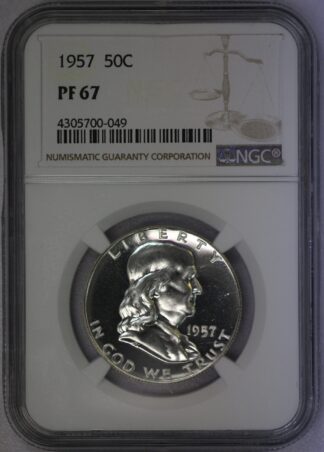 1957 50C
PF 67
4305700-049
NUMISMATIC GUARANTY CORPORATION
NGC
LIBERTY
1957
IN GOD WE TRUST